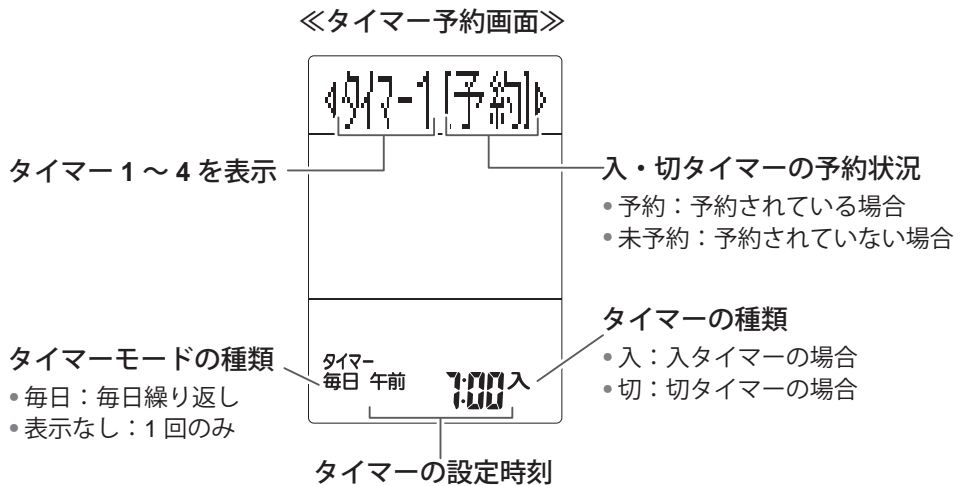 ≪タイマー予約画面≫
タイマー1 [予約]
タイマー 1 ～ 4 を表示
入・切タイマーの予約状況
• 予約：予約されている場合
• 未予約：予約されていない場合
タイマーの種類
• 入：入タイマーの場合
• 切：切タイマーの場合
タイマーモードの種類
• 毎日：毎日繰り返し
• 表示なし：1 回のみ
タイマー
毎日 午前 7:00 入
タイマーの設定時刻